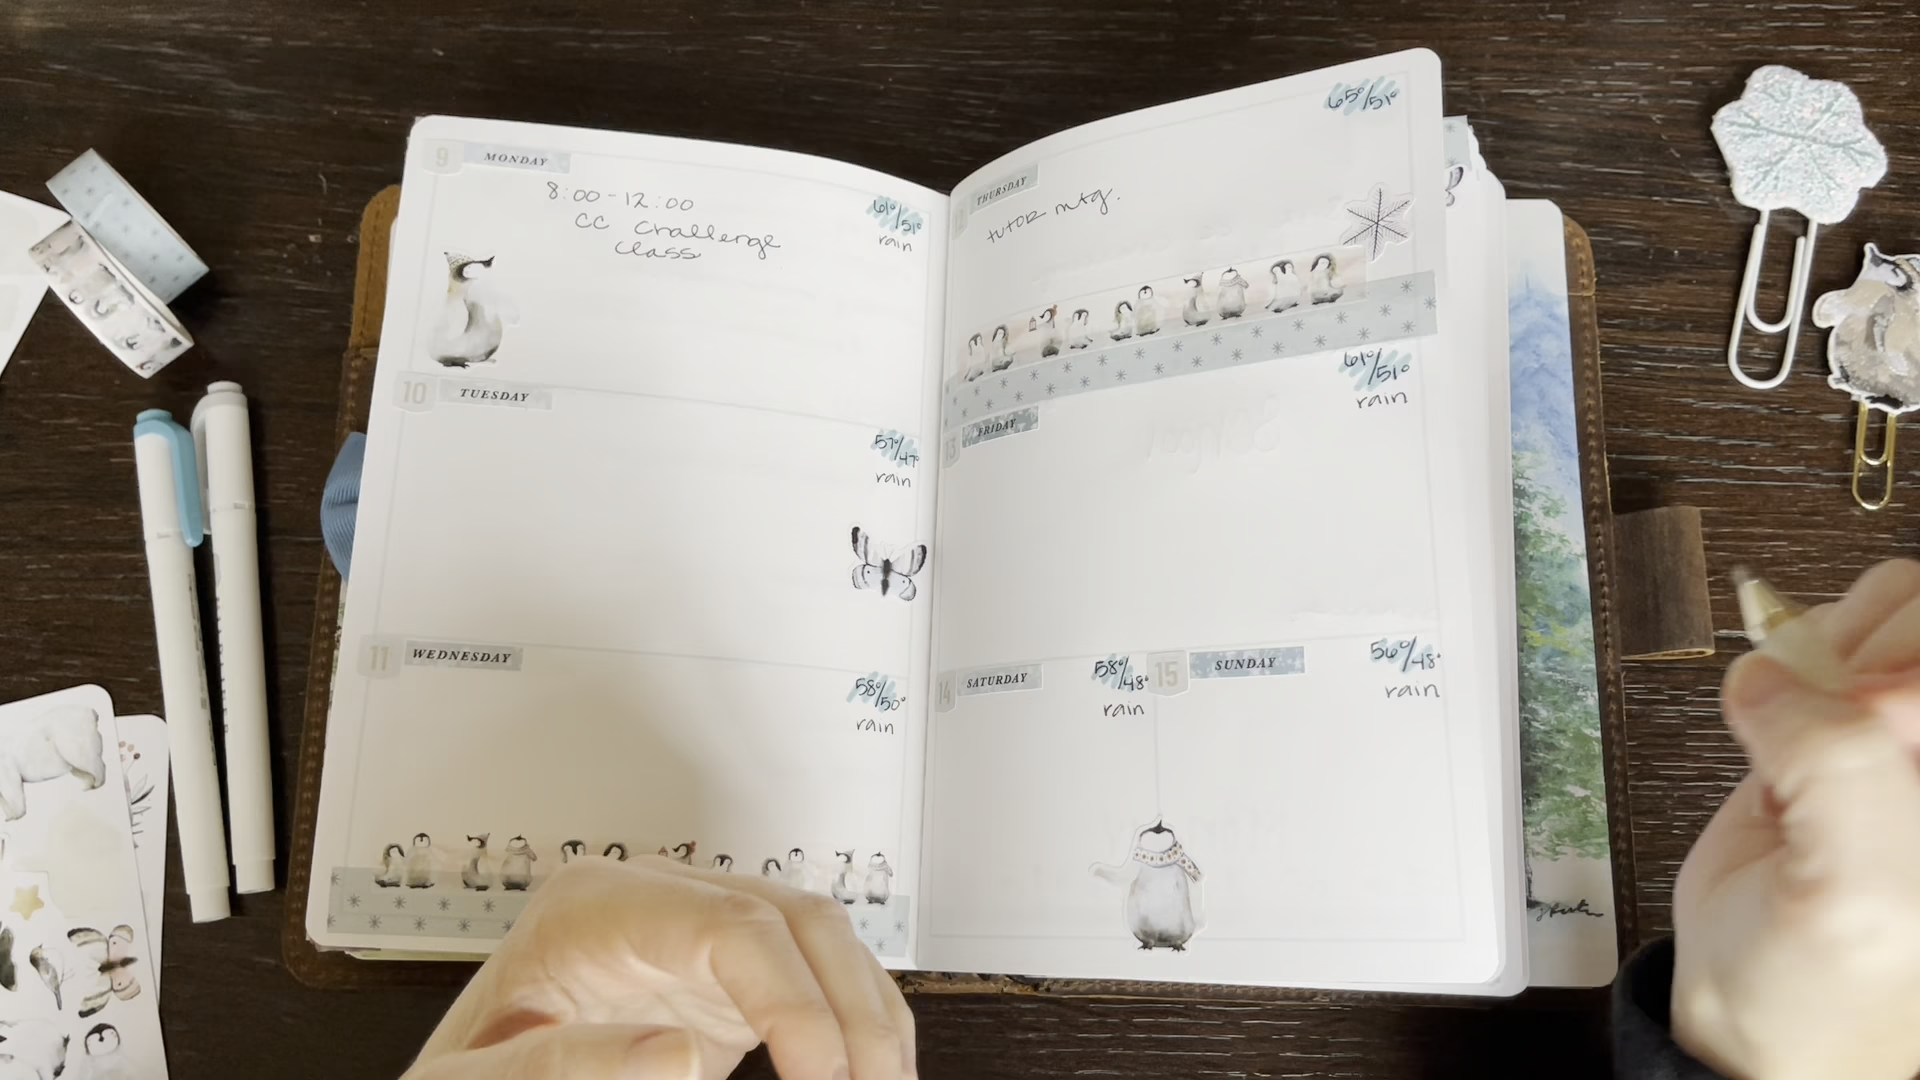 9 MONDAY
8:00-12:00
CC Challenge
class
61°/51°
rain
10 TUESDAY
57°/47°
rain
11 WEDNESDAY
58°/50°
rain
65°/51°
THURSDAY
tutor mtg.
61°/51°
rain
13 FRIDAY
14 SATURDAY
58°/48°
rain
15 SUNDAY
56°/48°
rain